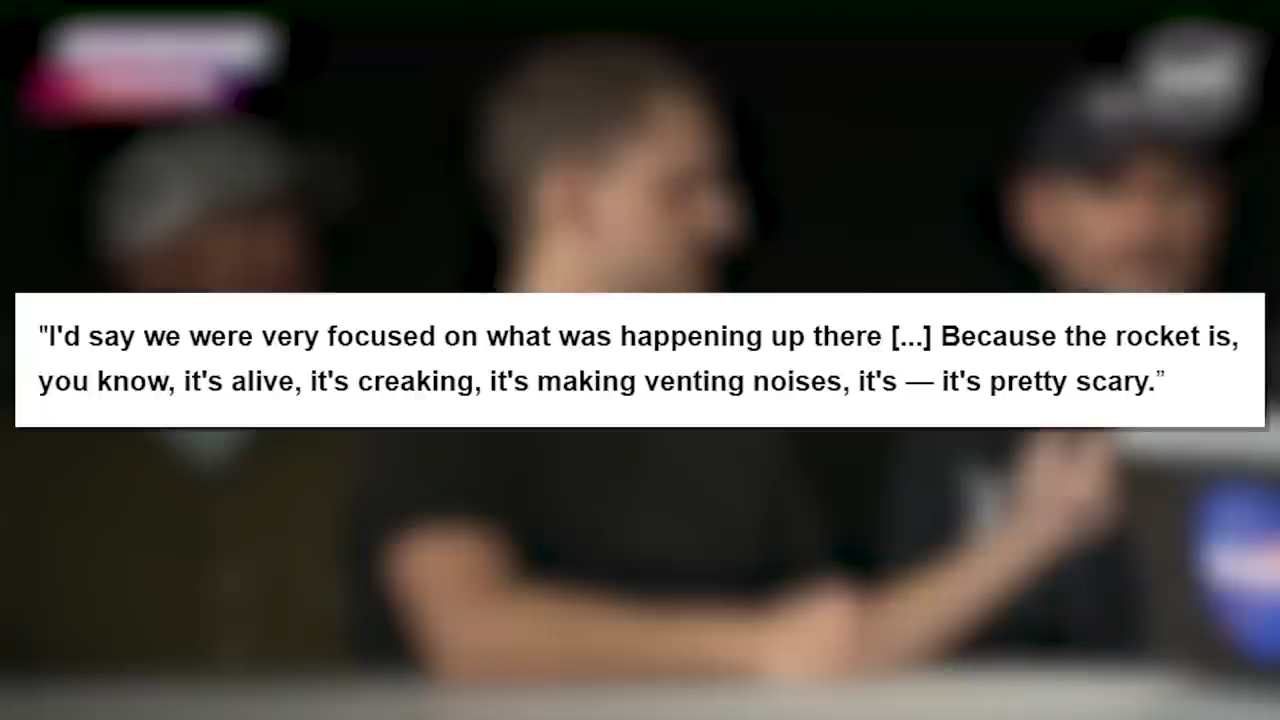 "I'd say we were very focused on what was happening up there [...] Because the rocket is,
you know, it's alive, it's creaking, it's making venting noises, it's — it's pretty scary.”